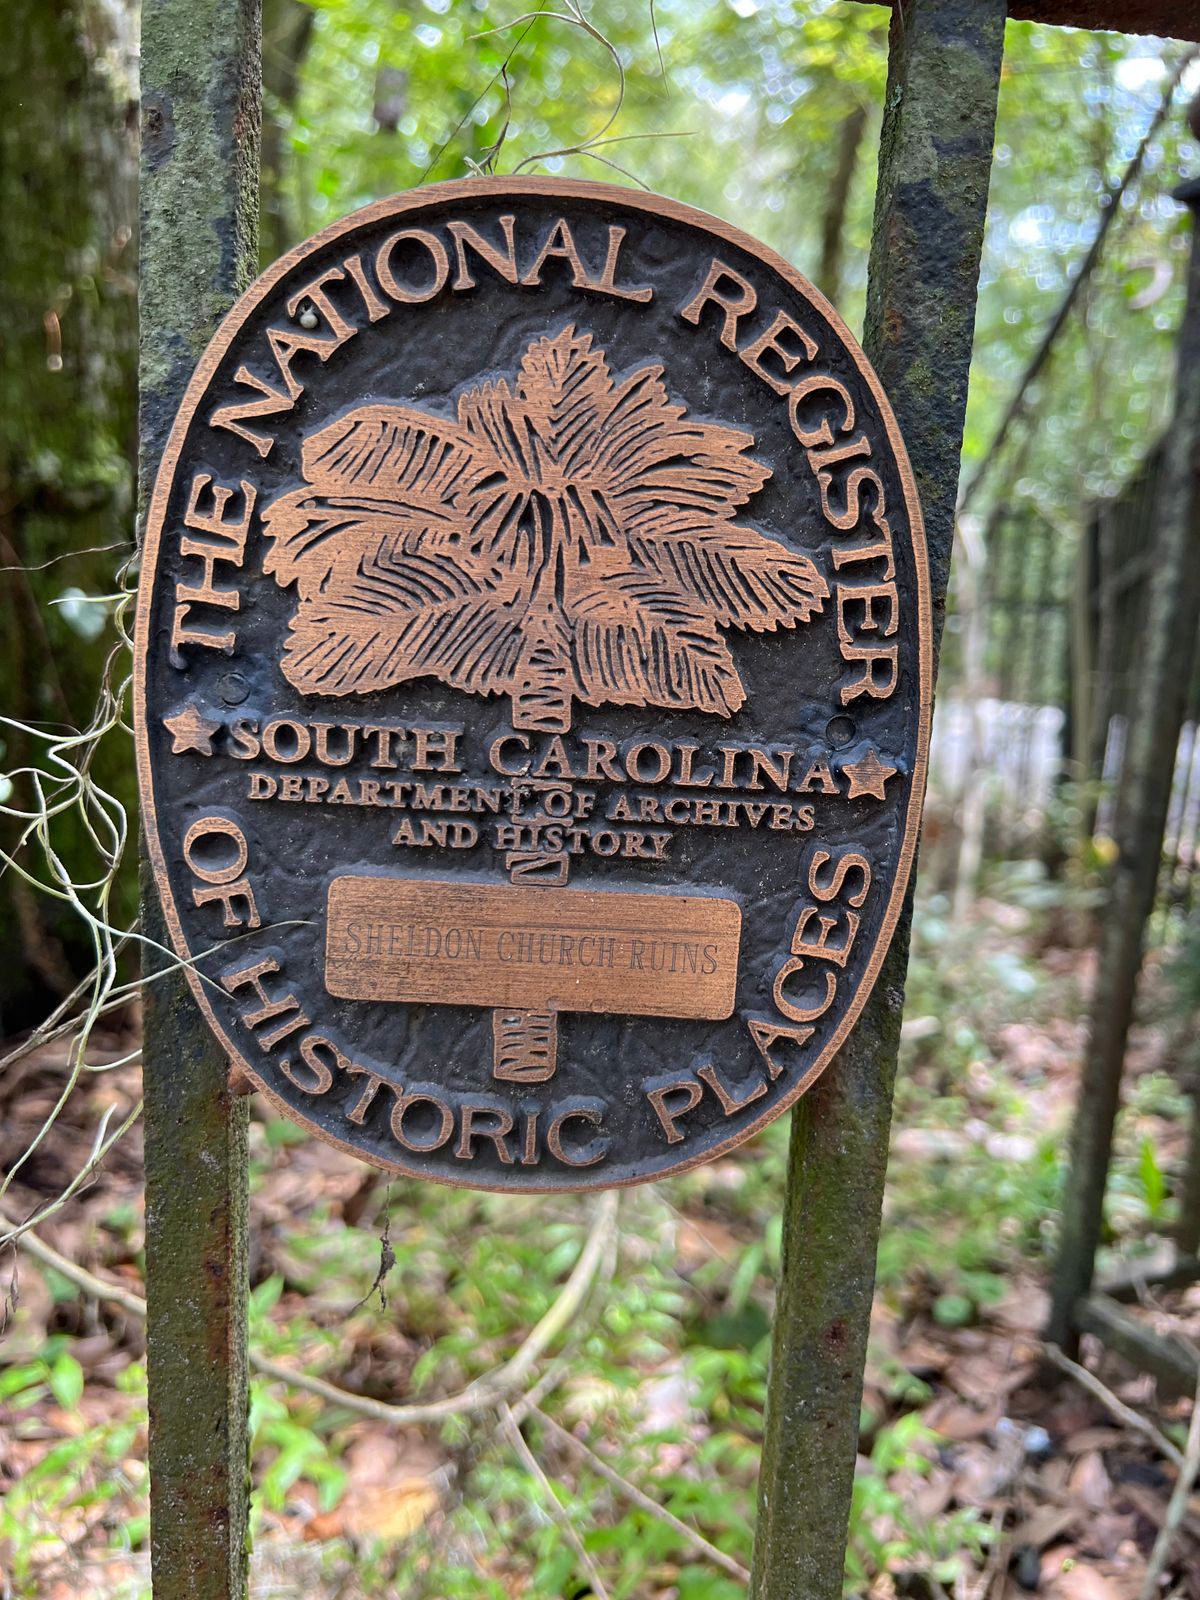 THE NATIONAL REGISTER
SOUTH CAROLINA
DEPARTMENT OF ARCHIVES
AND HISTORY
SHELDON CHURCH RUINS
OF HISTORIC PLACES